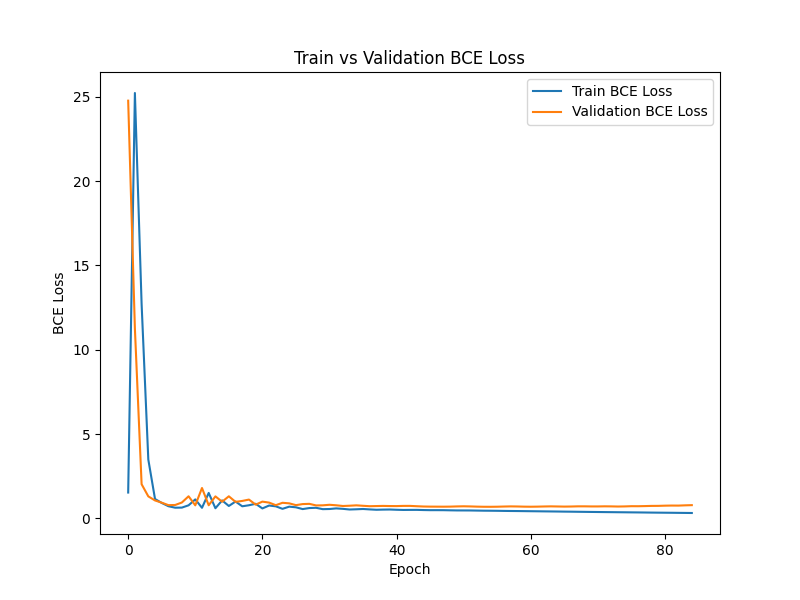 Train vs Validation BCE Loss
Train BCE Loss
Validation BCE Loss
25
20
15
10
5
0
BCE Loss
0 20 40 60 80
Epoch